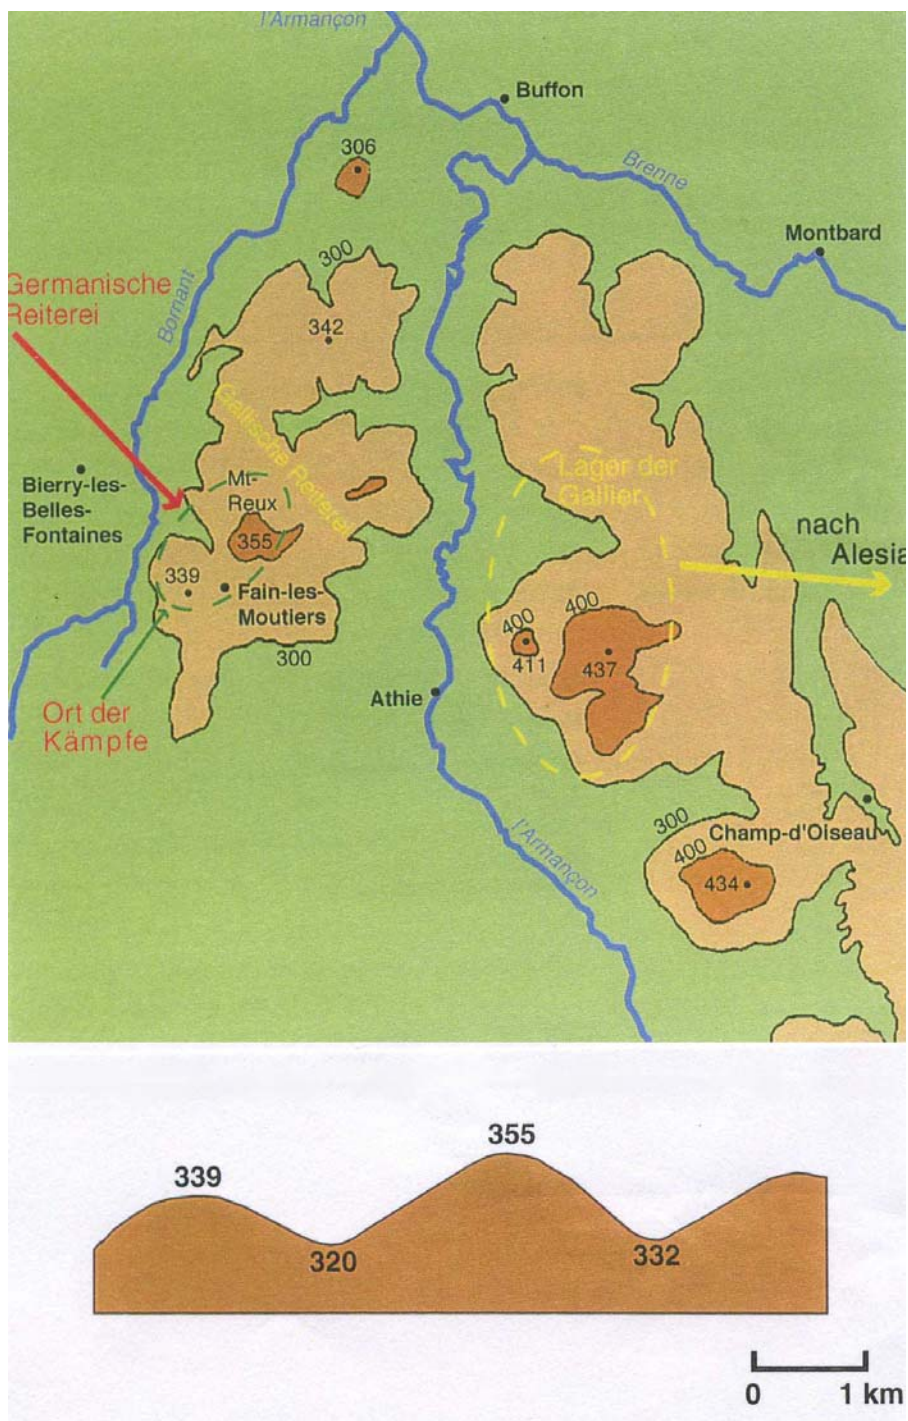 l'Armançon
Buffon
306
Brenne
Montbard
300
Germanische
Reiterei
Bornant
342
Gallische Reiterei
Lager der
Gallier
Bierry-les-
Belles-
Fontaines
Mt-
Reux
nach
Alesia
355
339
Fain-les-
Moutiers
400
400
411
437
300
Athie
Ort der
Kämpfe
l'Armançon
300
Champ-d'Oiseau
400
434
355
339
320
332
0 1 km